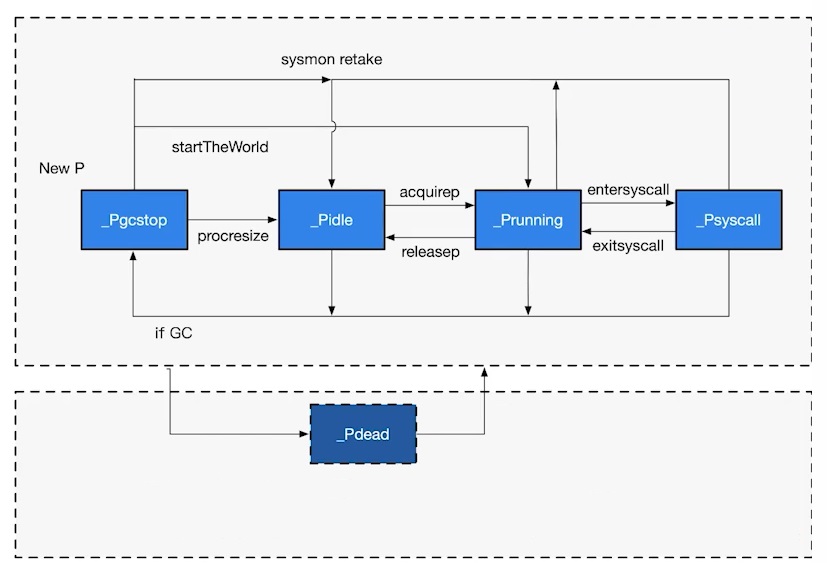 sysmon retake
startTheWorld
New P
_Pgcstop
_Pidle
_Prunning
_Psyscall
procresize
acquirep
releasep
entersyscall
exitsyscall
if GC
_Pdead